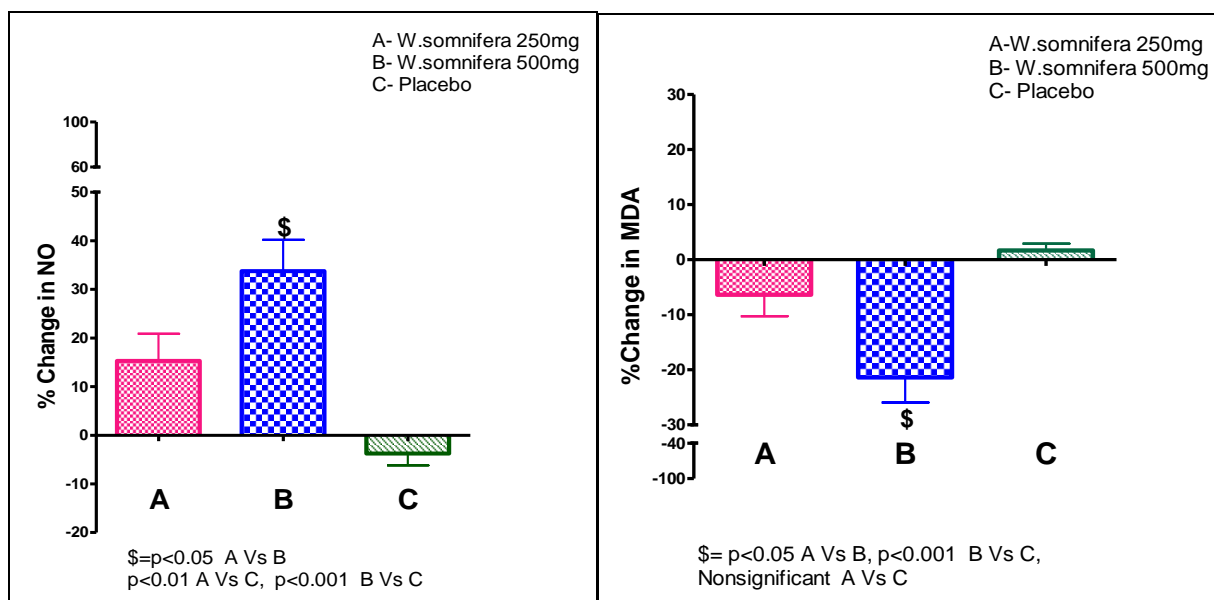 A- W.somnifera 250mg
B- W.somnifera 500mg
C- Placebo
% Change in NO
100
60
50
40
30
20
10
0
-10
-20
$
A
B
C
$=p<0.05 A Vs B
p<0.01 A Vs C, p<0.001 B Vs C
A-W.somnifera 250mg
B- W.somnifera 500mg
C- Placebo
%Change in MDA
30
20
10
0
-10
-20
-30
-40
-100
$
A
B
C
$= p<0.05 A Vs B, p<0.001 B Vs C,
Nonsignificant A Vs C